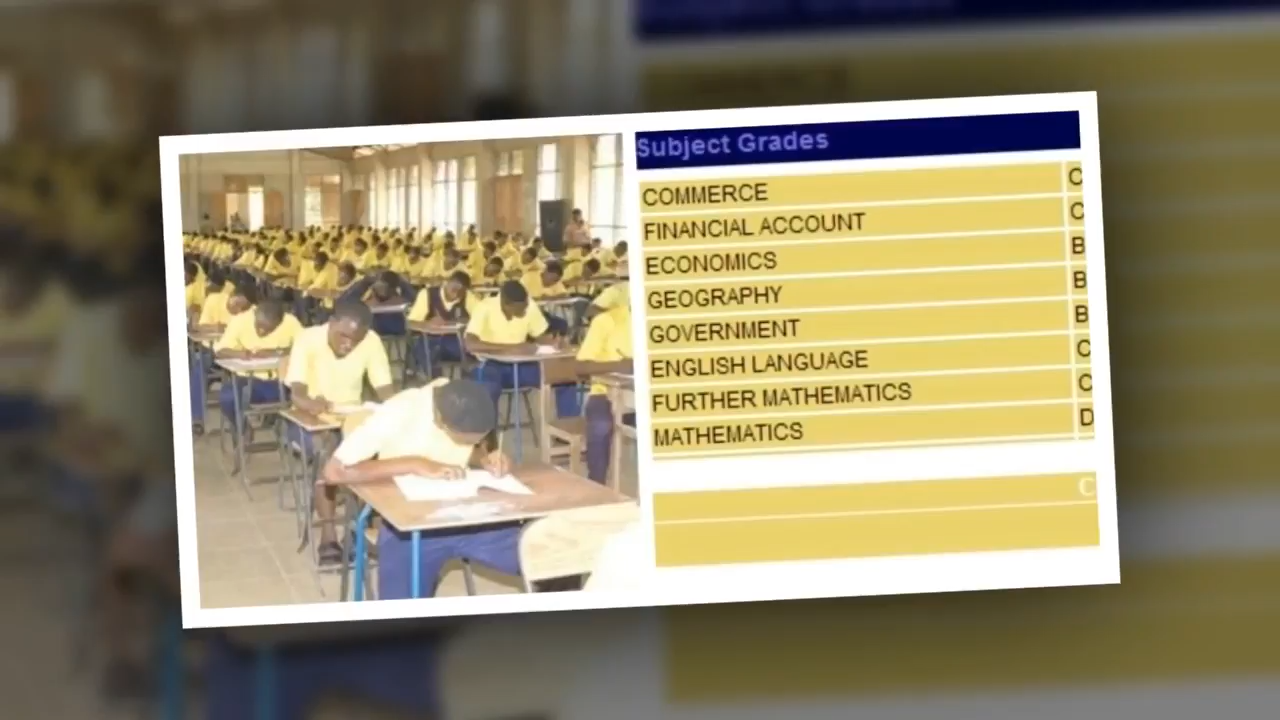 Subject Grades
COMMERCE C
FINANCIAL ACCOUNT C
ECONOMICS B
GEOGRAPHY B
GOVERNMENT B
ENGLISH LANGUAGE C
FURTHER MATHEMATICS C
MATHEMATICS D
C